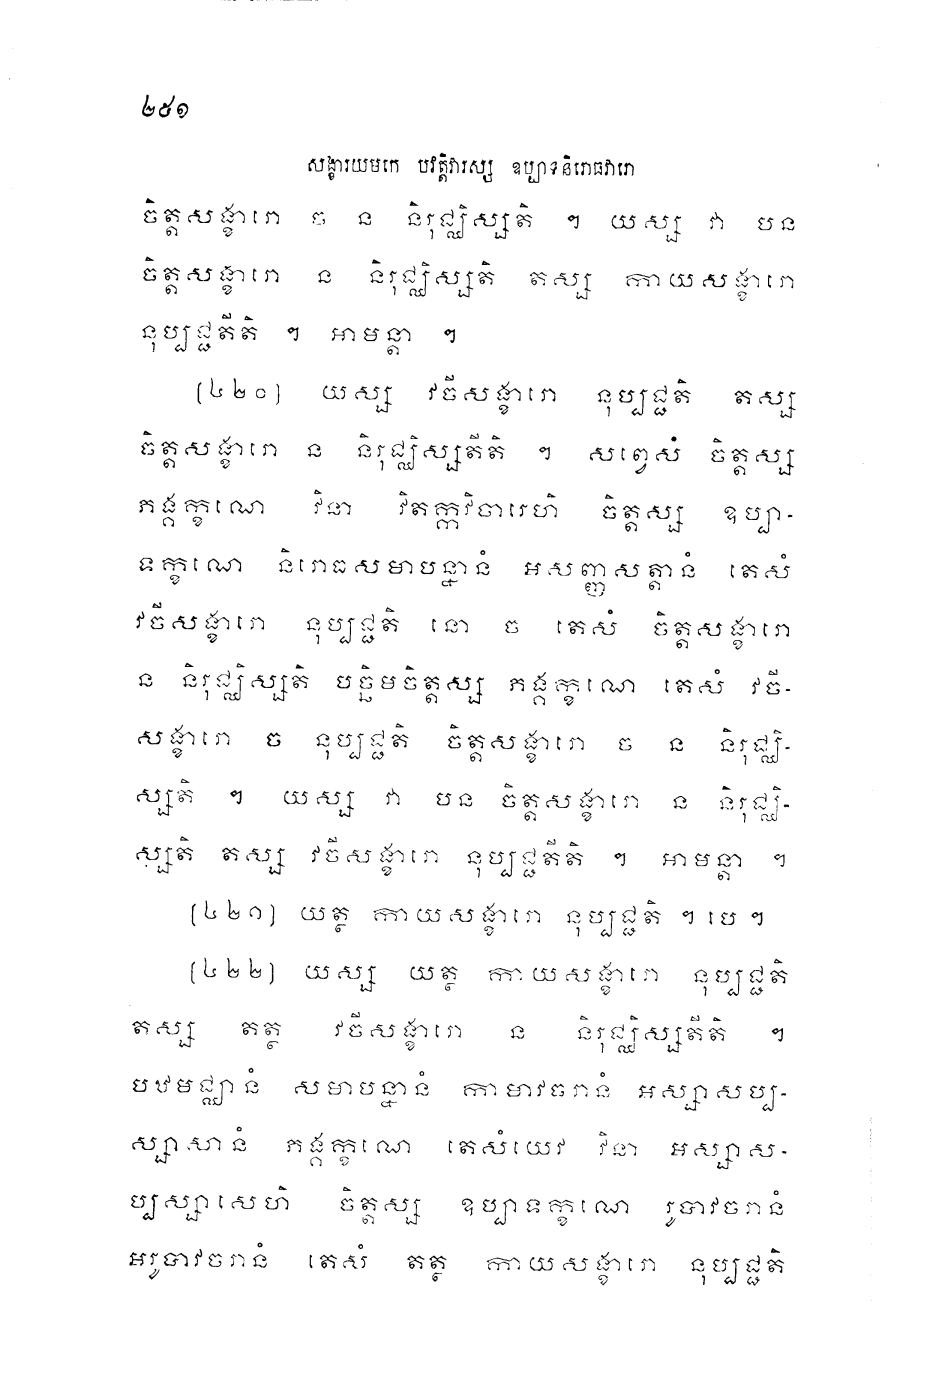 ២៥១
សង្ខារយមកេ បវត្តិវារស្ស ឧប្បាទនិរោធវារោ
ចិត្តសង្ខារោ ច ន និរុជ្ឈិស្សតិ ។ យស្ស វា បន
ចិត្តសង្ខារោ ន និរុជ្ឈិស្សតិ តស្ស កាយសង្ខារោ
នុប្បជ្ជតីតិ ។ អាមន្តា ។
(៤២០) យស្ស វចីសង្ខារោ នុប្បជ្ជតិ តស្ស
ចិត្តសង្ខារោ ន និរុជ្ឈិស្សតីតិ ។ សព្វេសំ ចិត្តស្ស
ភង្គក្ខណេ វិនា វិតក្កវិចារេហិ ចិត្តស្ស ឧប្បា-
ទក្ខណេ និរោធសមាបន្នានំ អសញ្ញសត្តានំ តេសំ
វចីសង្ខារោ នុប្បជ្ជតិ នោ ច តេសំ ចិត្តសង្ខារោ
ន និរុជ្ឈិស្សតិ បច្ឆិមចិត្តស្ស ភង្គក្ខណេ តេសំ វចី-
សង្ខារោ ច នុប្បជ្ជតិ ចិត្តសង្ខារោ ច ន និរុជ្ឈិ-
ស្សតិ ។ យស្ស វា បន ចិត្តសង្ខារោ ន និរុជ្ឈិ-
ស្សតិ តស្ស វចីសង្ខារោ នុប្បជ្ជតីតិ ។ អាមន្តា ។
(៤២១) យត្ថ កាយសង្ខារោ នុប្បជ្ជតិ ។ បេ ។
(៤២២) យស្ស យត្ថ កាយសង្ខារោ នុប្បជ្ជតិ
តស្ស តត្ថ វចីសង្ខារោ ន និរុជ្ឈិស្សតីតិ ។
បឋមជ្ឈានំ សមាបន្នានំ កាមាវចរានំ អស្សាសប្ប-
ស្សាសានំ ភង្គក្ខណេ តេសំយេវ វិនា អស្សាស-
ប្បស្សាសេហិ ចិត្តស្ស ឧប្បាទក្ខណេ រូបាវចរានំ
អរូបាវចរានំ តេសំ តត្ថ កាយសង្ខារោ នុប្បជ្ជតិ